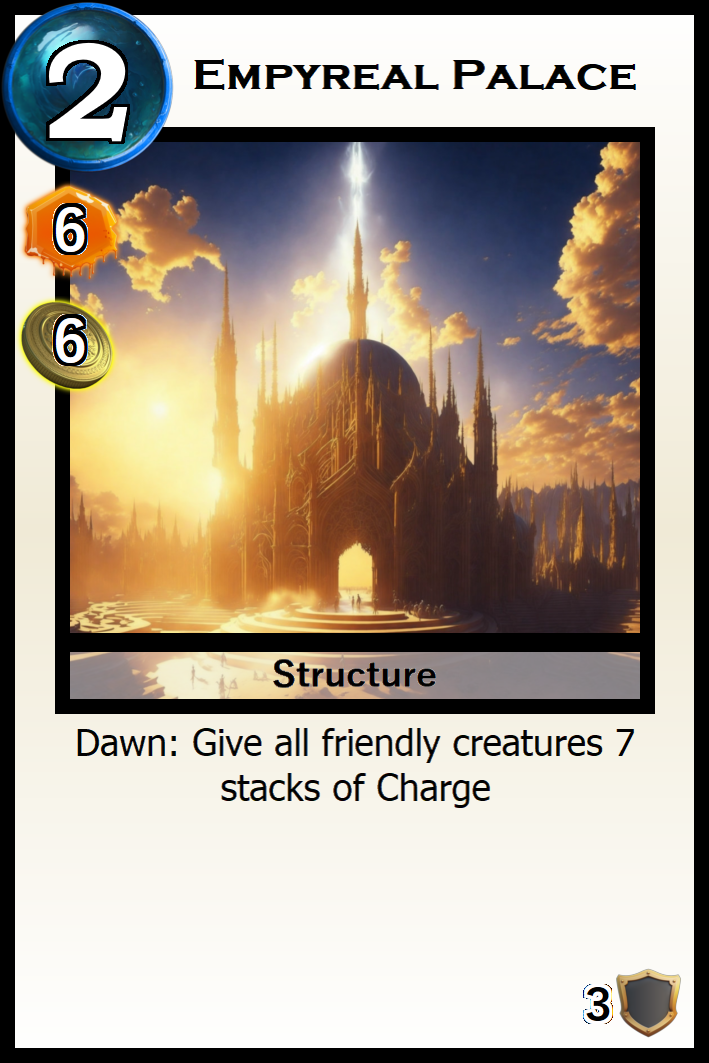 2
Empyreal Palace
6
6
Structure
Dawn: Give all friendly creatures 7
stacks of Charge
3